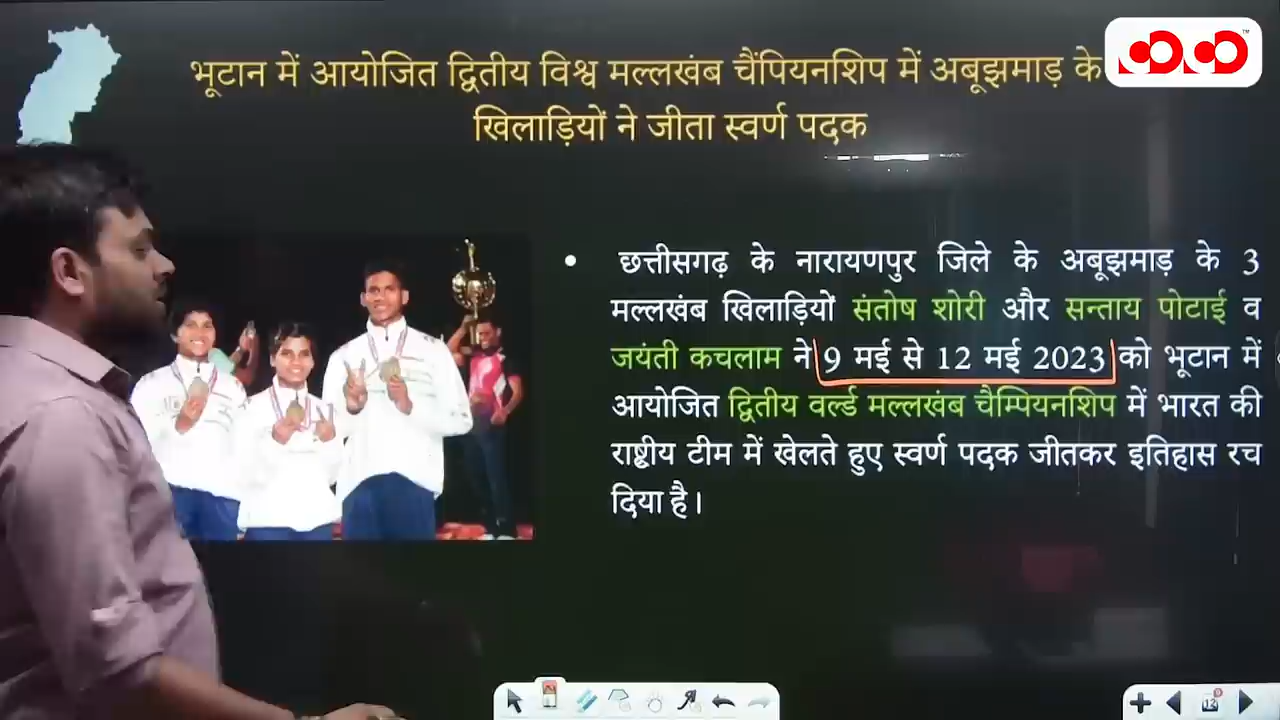 भूटान में आयोजित द्वितीय विश्व मल्लखंब चैंपियनशिप में अबूझमाड़ के
खिलाड़ियों ने जीता स्वर्ण पदक
• छत्तीसगढ़ के नारायणपुर जिले के अबूझमाड़ के 3
मल्लखंब खिलाड़ियों संतोष शोरी और सन्ताय पोटाई व
जयंती कचलाम ने 9 मई से 12 मई 2023 को भूटान में
आयोजित द्वितीय वर्ल्ड मल्लखंब चैम्पियनशिप में भारत की
राष्ट्रीय टीम में खेलते हुए स्वर्ण पदक जीतकर इतिहास रच
दिया है।
12